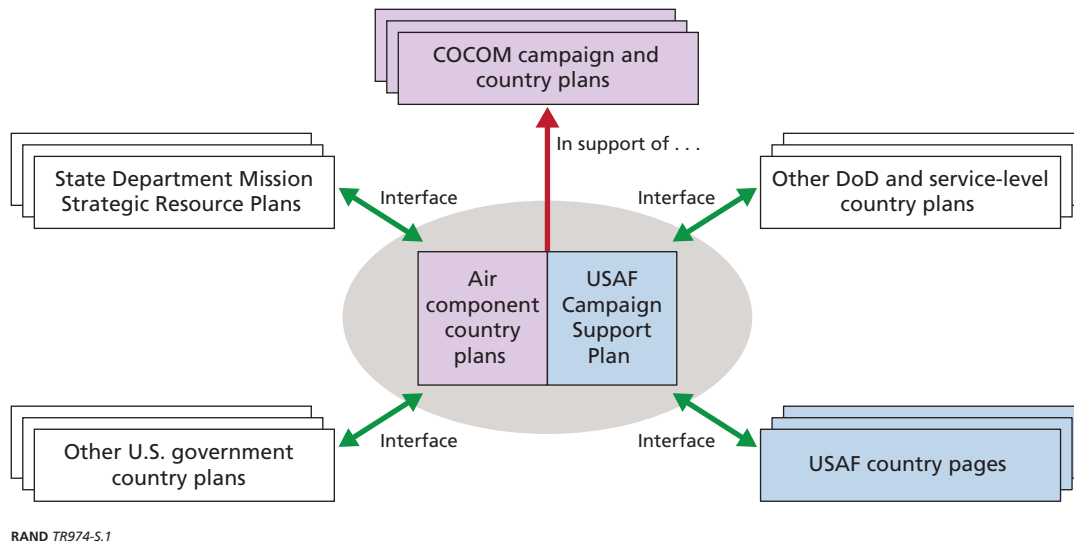 COCOM campaign and
country plans
In support of . . .
State Department Mission
Strategic Resource Plans
Interface
Interface
Other DoD and service-level
country plans
Air
component
country
plans
USAF
Campaign
Support
Plan
Other U.S. government
country plans
Interface
Interface
USAF country pages
RAND TR974-S.1